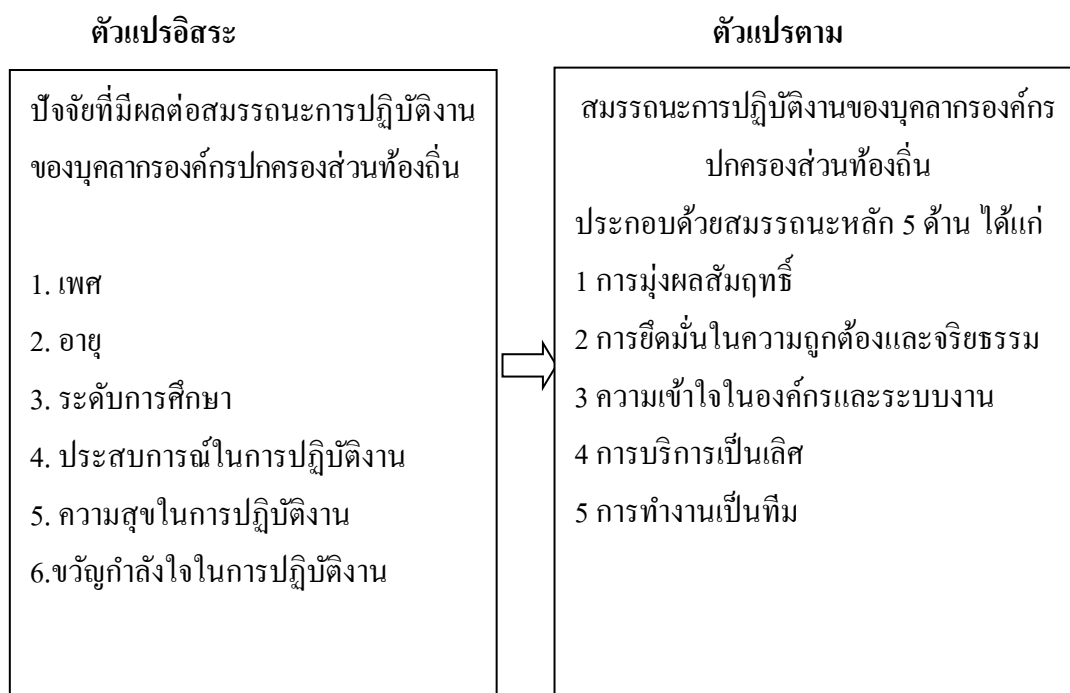 ตัวแปรอิสระ
ปัจจัยที่มีผลต่อสมรรถนะการปฏิบัติงาน
ของบุคลากรองค์กรปกครองส่วนท้องถิ่น
1. เพศ
2. อายุ
3. ระดับการศึกษา
4. ประสบการณ์ในการปฏิบัติงาน
5. ความสุขในการปฏิบัติงาน
6.ขวัญกำลังใจในการปฏิบัติงาน
ตัวแปรตาม
สมรรถนะการปฏิบัติงานของบุคลากรองค์กร
ปกครองส่วนท้องถิ่น
ประกอบด้วยสมรรถนะหลัก 5 ด้าน ได้แก่
1 การมุ่งผลสัมฤทธิ์
2 การยึดมั่นในความถูกต้องและจริยธรรม
3 ความเข้าใจในองค์กรและระบบงาน
4 การบริการเป็นเลิศ
5 การทำงานเป็นทีม